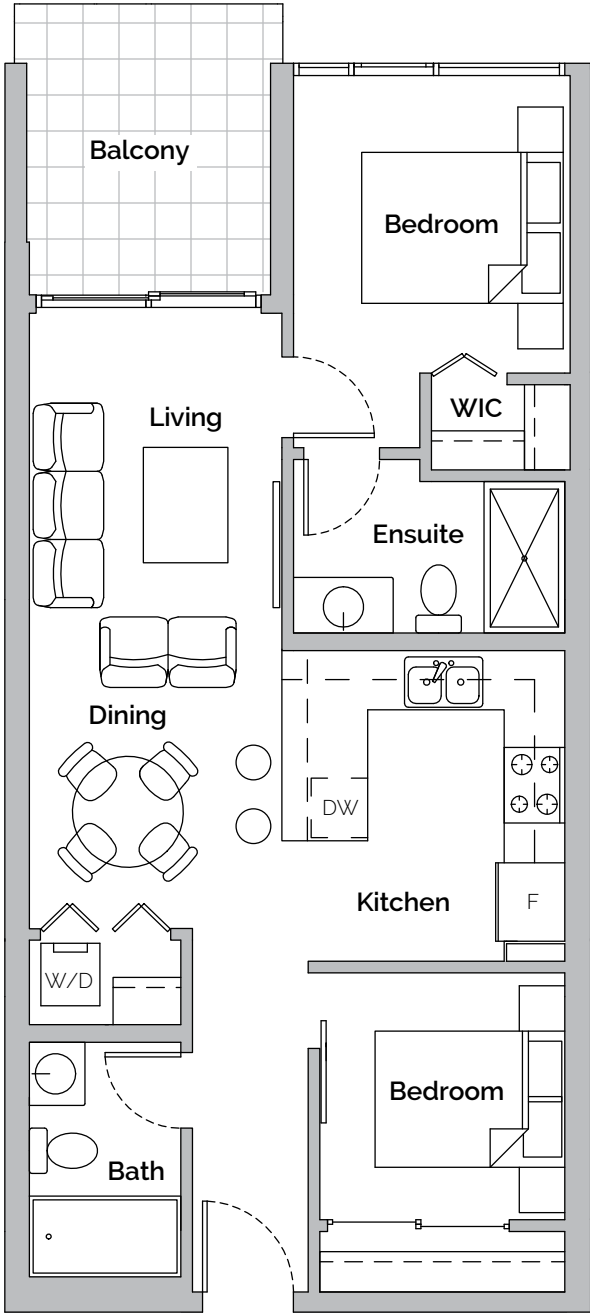 Balcony
Bedroom
Living
WIC
Ensuite
Dining
DW
Kitchen
F
W/D
Bedroom
Bath